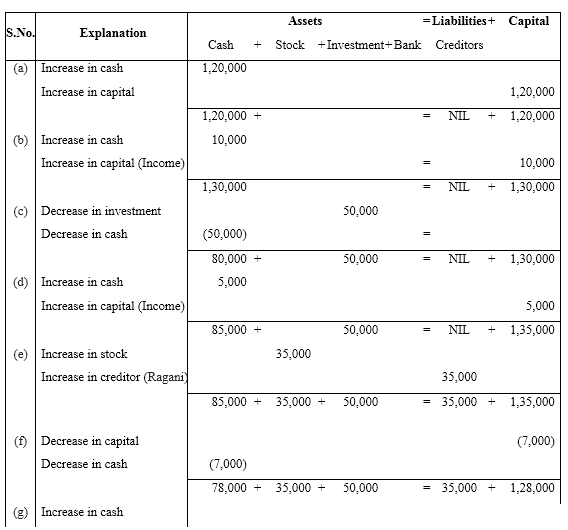 Assets =Liabilities+ Capital
S.No. Explanation
Cash + Stock +Investment+Bank Creditors
(a) Increase in cash 1,20,000
Increase in capital 1,20,000
1,20,000 + = NIL + 1,20,000
(b) Increase in cash 10,000
Increase in capital (Income) = 10,000
1,30,000 = NIL + 1,30,000
(c) Decrease in investment 50,000
Decrease in cash (50,000) =
80,000 + 50,000 = NIL + 1,30,000
(d) Increase in cash 5,000
Increase in capital (Income) 5,000
85,000 + 50,000 = NIL + 1,35,000
(e) Increase in stock 35,000
Increase in creditor (Ragani) 35,000
85,000 + 35,000 + 50,000 = 35,000 + 1,35,000
(f) Decrease in capital (7,000)
Decrease in cash (7,000)
78,000 + 35,000 + 50,000 = 35,000 + 1,28,000
(g) Increase in cash